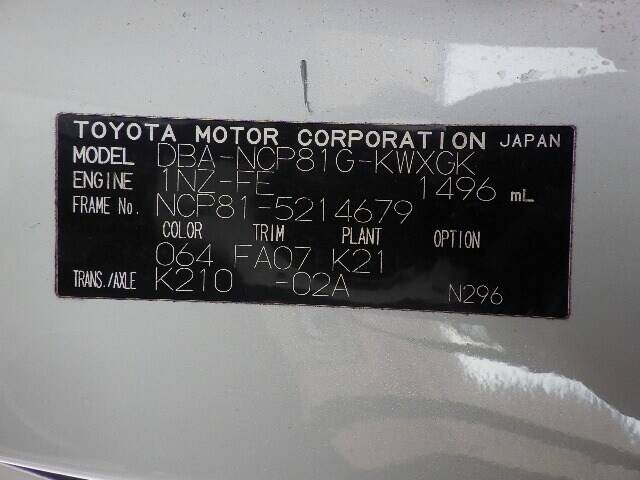 TOYOTA MOTOR CORPORATION JAPAN
MODEL DBA-NCP81G-KWXGK
ENGINE 1NZ-FE 1496 mL
FRAME No. NCP81-5214679
COLOR TRIM PLANT OPTION
064 FA07 K21
TRANS./AXLE K210 -02A N296